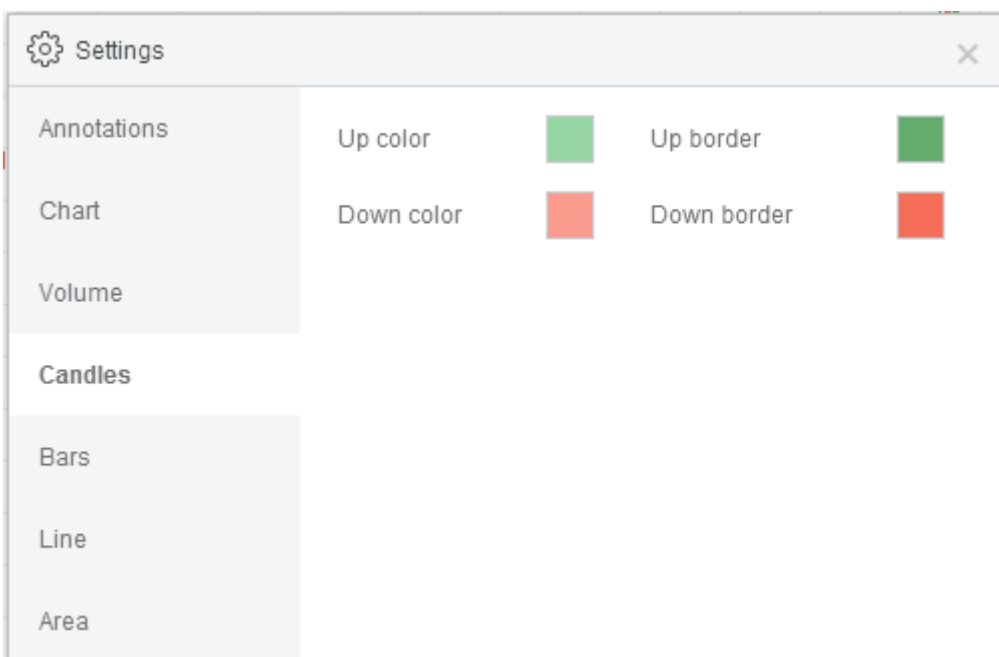 Settings
Annotations
Chart
Volume
Candles
Bars
Line
Area
Up color
Up border
Down color
Down border